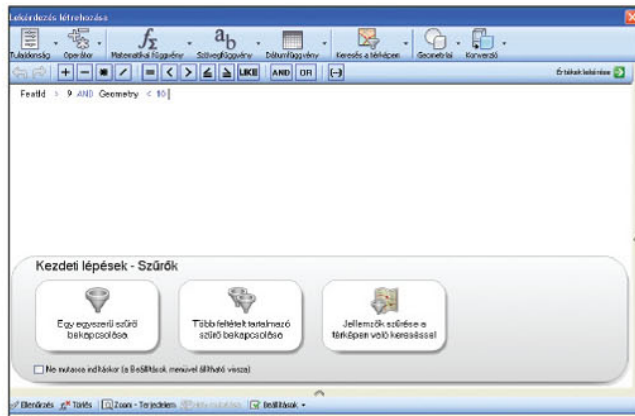 Lekérdezés létrehozása
Tulajdonság Operátor Matematikai függvény Szövegfüggvény Dátumfüggvény Keresés a térképen Geometriai Konverzió
+ - = < > ≤ ≥ LIKE AND OR (-)
FeatId > 9 AND Geometry < 10
Kezdeti lépések - Szűrők
Egy egyszerű szűrő bekapcsolása
Több feltételt tartalmazó szűrő bekapcsolása
Jellemzők szűrése a térképen való kereséssel
Ne mutassa indításkor (a Beállítások menüvel állítható vissza)
Ellenőrzés Törlés Zoom - Terjedelem Beállítások